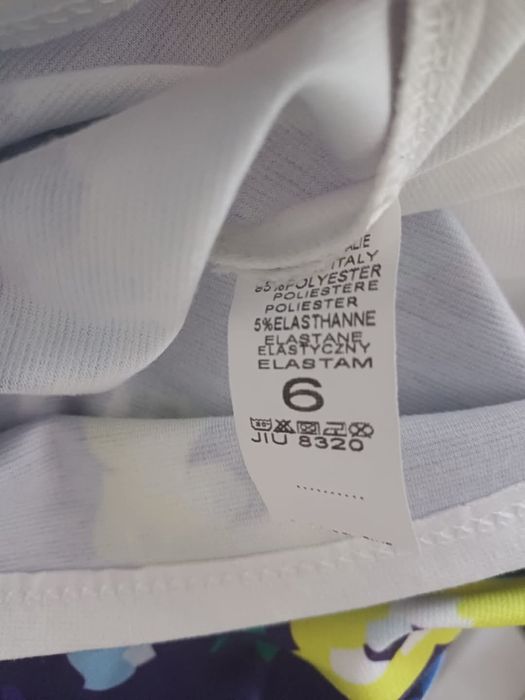 ITALY
POLYESTER
POLIESTERE
POLIESTER
5%ELASTHANNE
ELASTANE
ELASTYCZNY
ELASTAM
6
JIU 8320